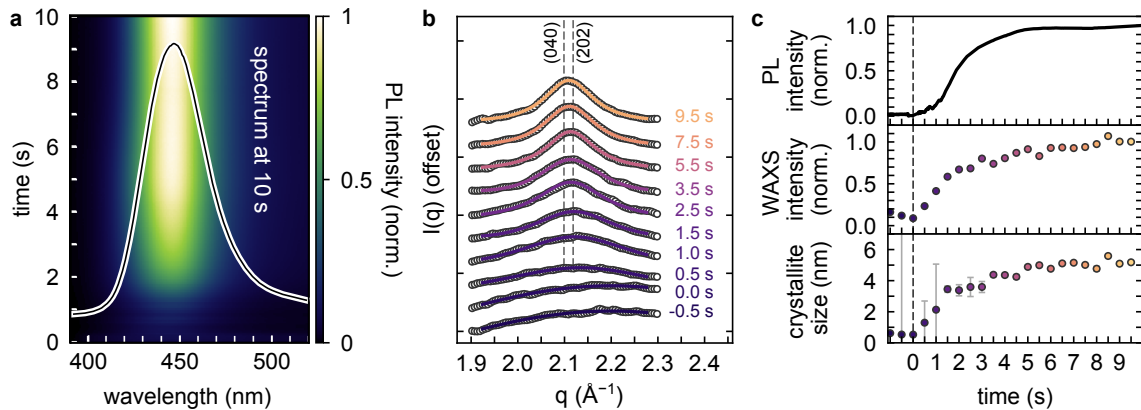 a
10
8
6
4
2
0
time (s)
400
450
500
wavelength (nm)
spectrum at 10 s
1
0.5
0
PL intensity (norm.)
b
(040)
(202)
9.5 s
7.5 s
5.5 s
3.5 s
2.5 s
1.5 s
1.0 s
0.5 s
0.0 s
-0.5 s
I(q) (offset)
1.9
2.0
2.1
2.2
2.3
2.4
q (Å⁻¹)
c
PL
intensity
(norm.)
1.0
0.5
0.0
WAXS
intensity
(norm.)
1.0
0.5
0.0
crystallite
size (nm)
6
4
2
0
0 1 2 3 4 5 6 7 8 9
time (s)